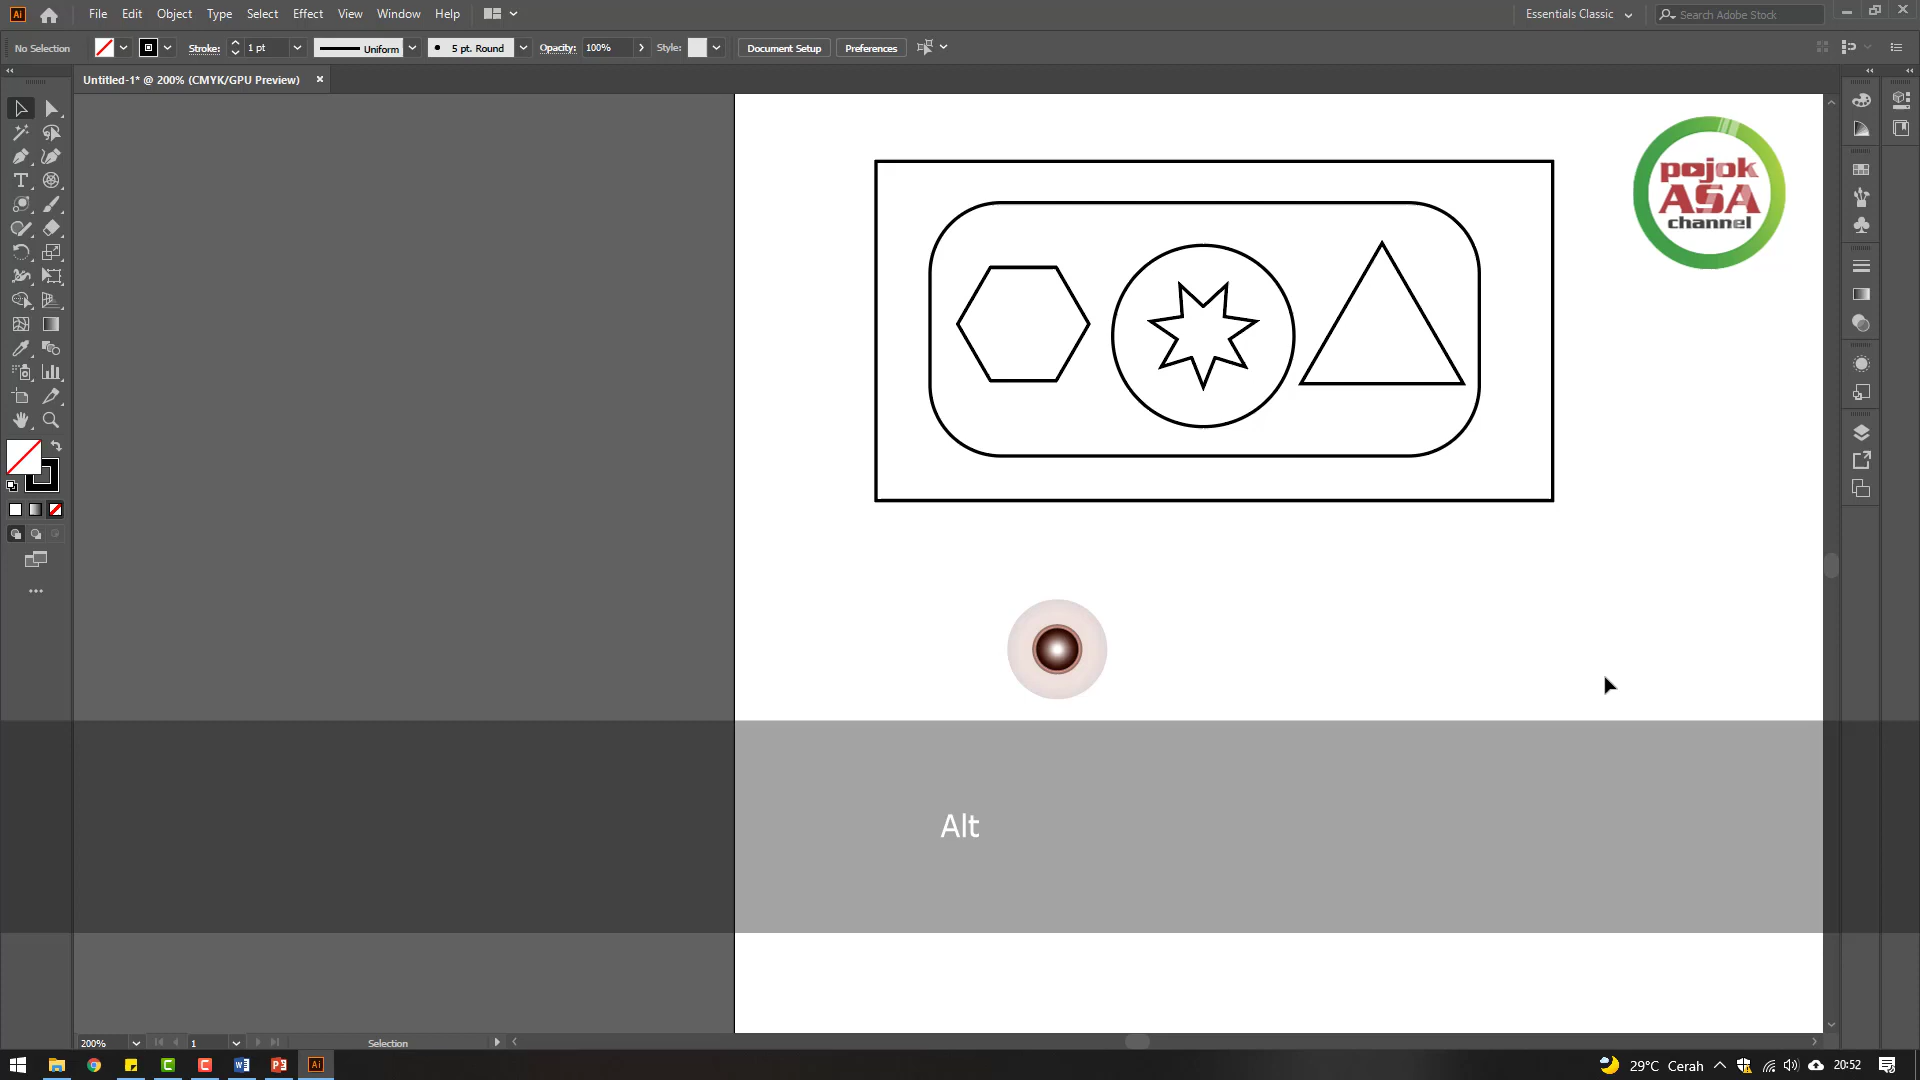 File Edit Object Type Select Effect View Window Help
Essentials Classic
Search Adobe Stock
No Selection
Stroke: 1 pt
Uniform
5 pt. Round
Opacity: 100%
Style:
Document Setup
Preferences
Untitled-1* @ 200% (CMYK/GPU Preview)
pojok
ASA
channel
Alt
200%
1
Selection
29°C Cerah
20:52